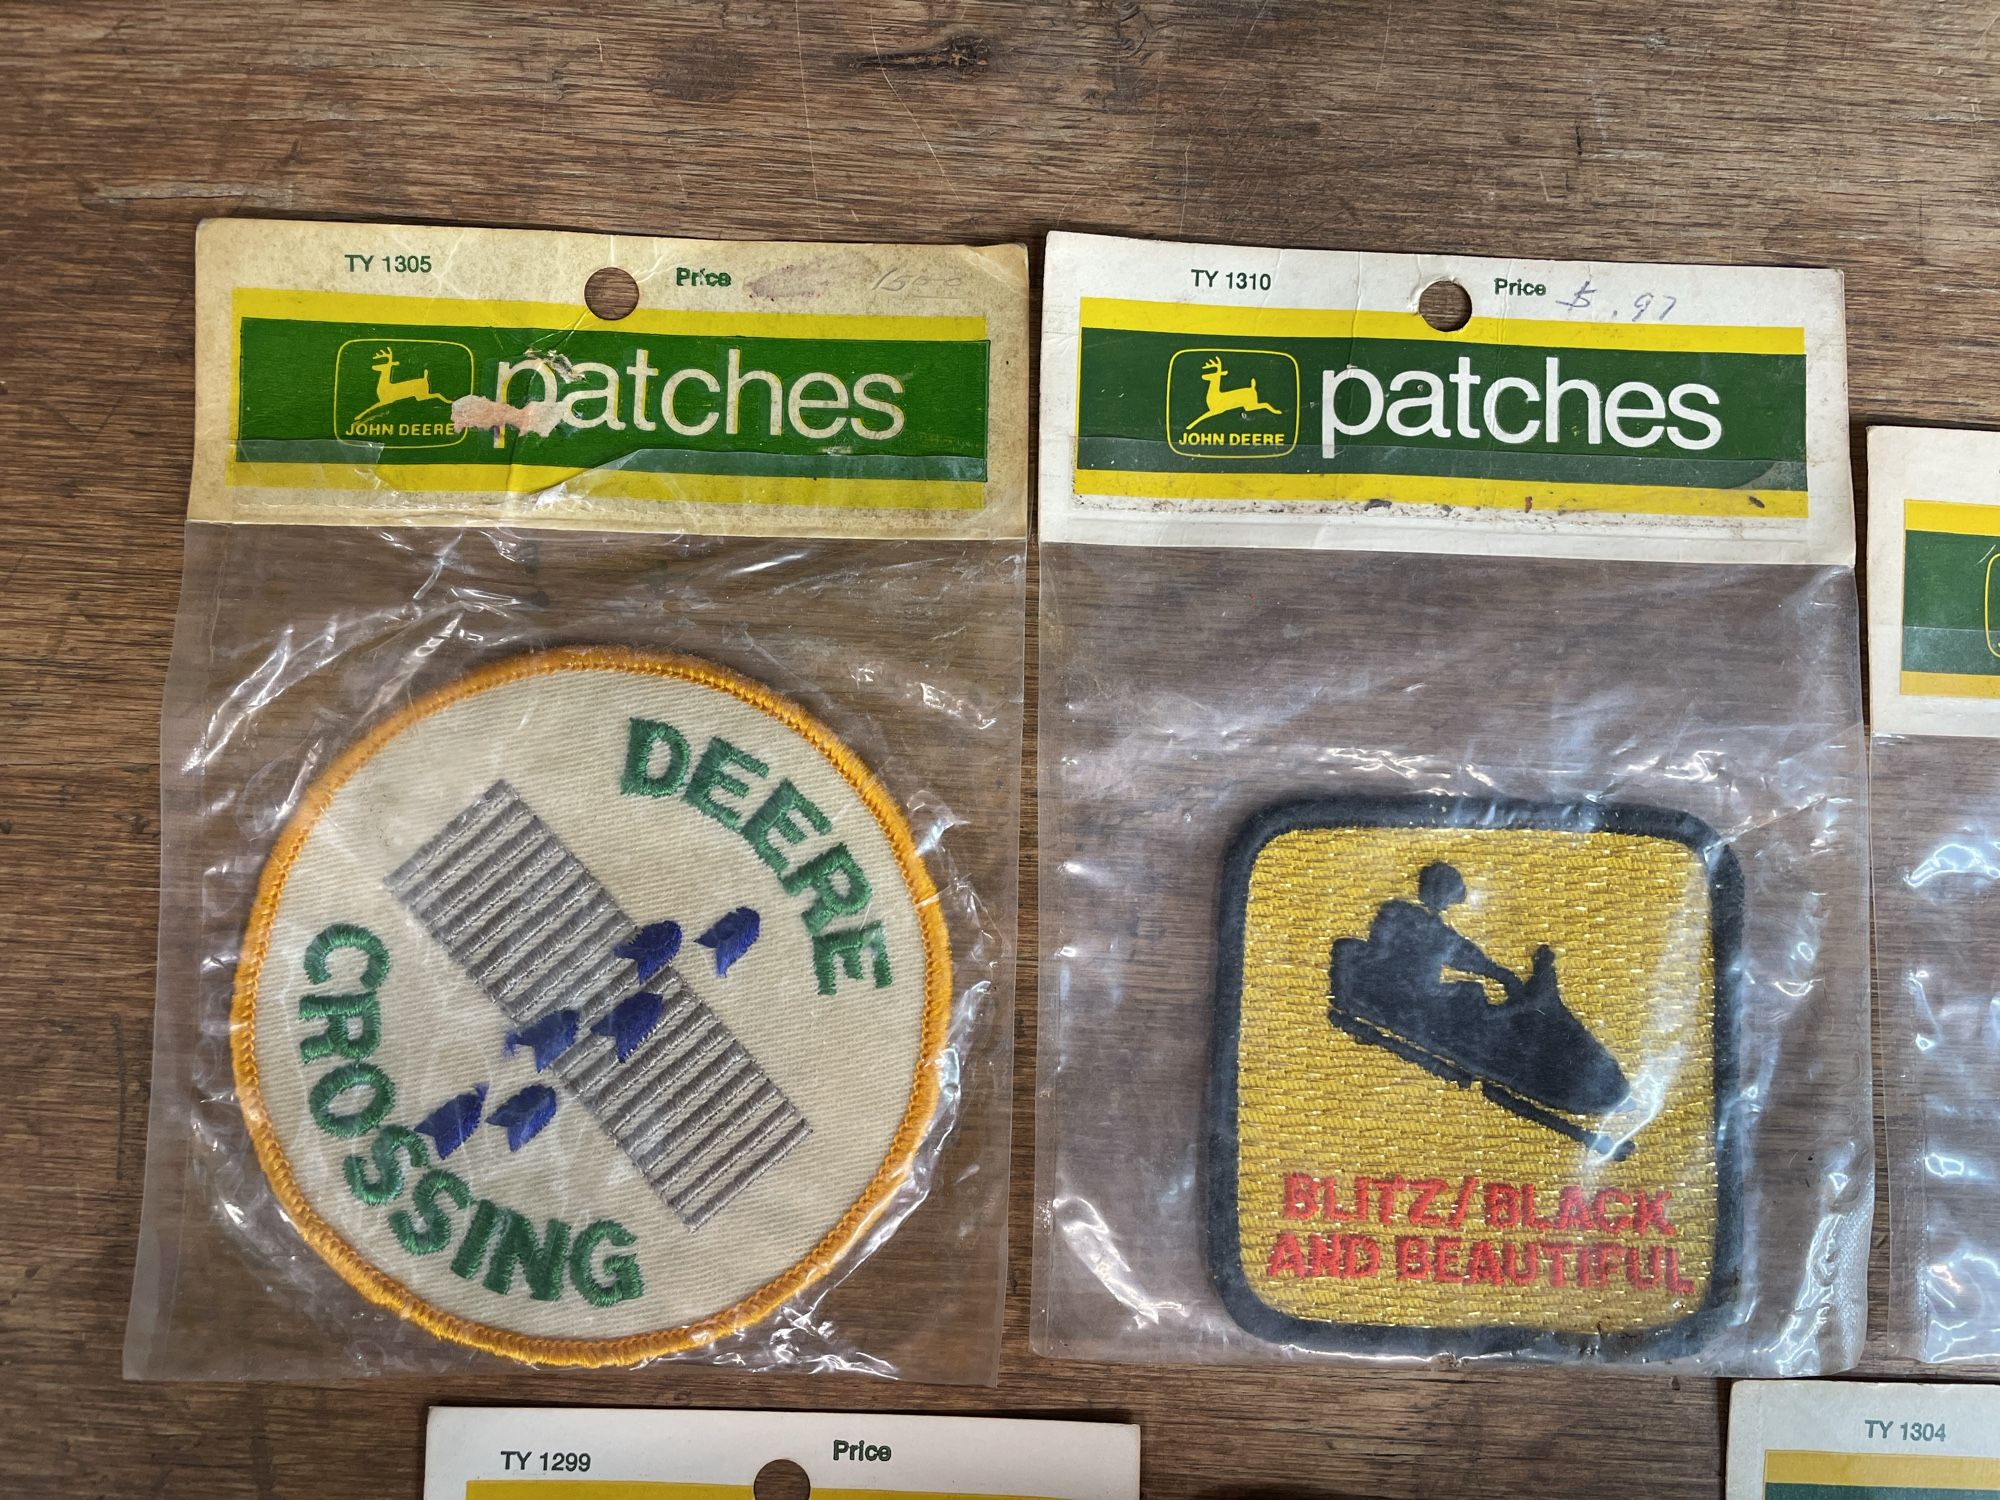 TY 1305 Price
JOHN DEERE patches
DEERE
CROSSING
TY 1310 Price $ .97
JOHN DEERE patches
BLITZ/BLACK
AND BEAUTIFUL
TY 1299 Price
TY 1304